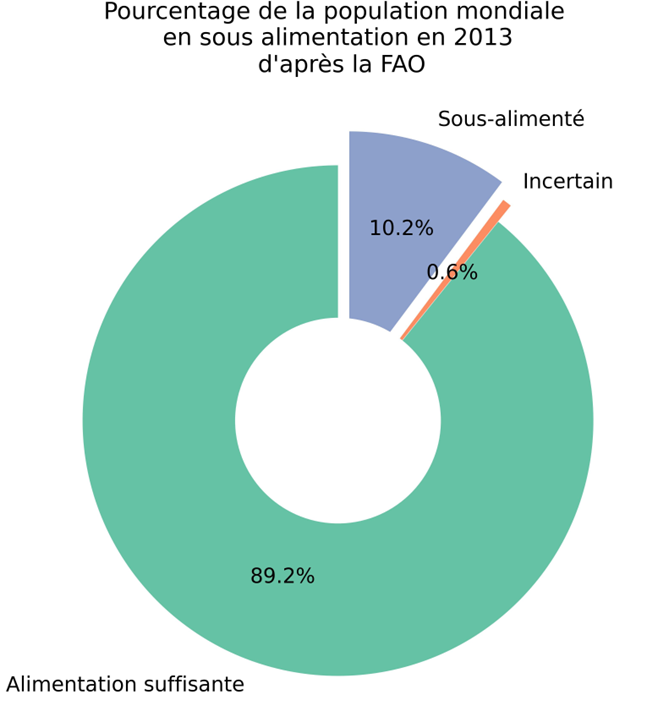 Pourcentage de la population mondiale
en sous alimentation en 2013
d'après la FAO
Sous-alimenté
Incertain
10.2%
0.6%
89.2%
Alimentation suffisante